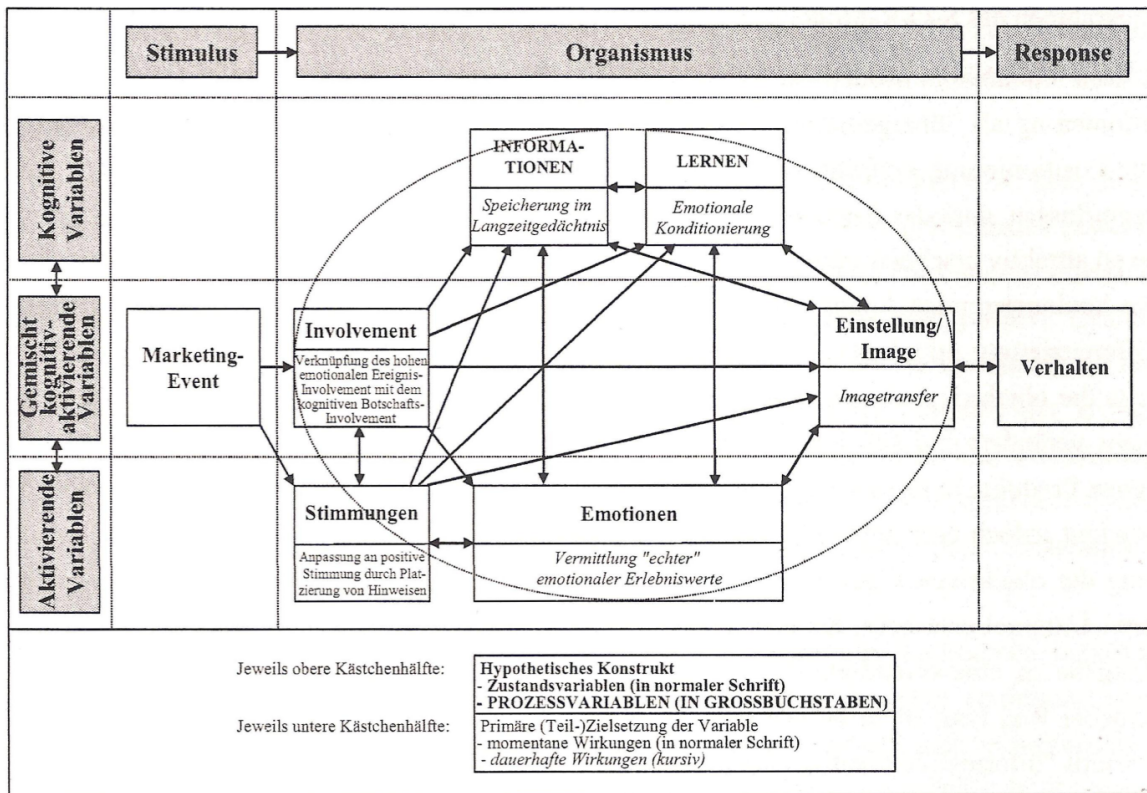 Stimulus
Organismus
Response
Kognitive
Variablen
INFORMA-
TIONEN
Speicherung im
Langzeitgedächtnis
LERNEN
Emotionale
Konditionierung
Gemischt
kognitiv-
aktivierende
Variablen
Marketing-
Event
Involvement
Verknüpfung des hohen
emotionalen Ereignis-
Involvement mit dem
kognitiven Botschafts-
Involvement
Einstellung/
Image
Imagetransfer
Verhalten
Aktivierende
Variablen
Stimmungen
Anpassung an positive
Stimmung durch Plat-
zierung von Hinweisen
Emotionen
Vermittlung "echter"
emotionaler Erlebniswerte
Jeweils obere Kästchenhälfte:
Hypothetisches Konstrukt
- Zustandsvariablen (in normaler Schrift)
- PROZESSVARIABLEN (IN GROSSBUCHSTABEN)
Jeweils untere Kästchenhälfte:
Primäre (Teil-)Zielsetzung der Variable
- momentane Wirkungen (in normaler Schrift)
- dauerhafte Wirkungen (kursiv)